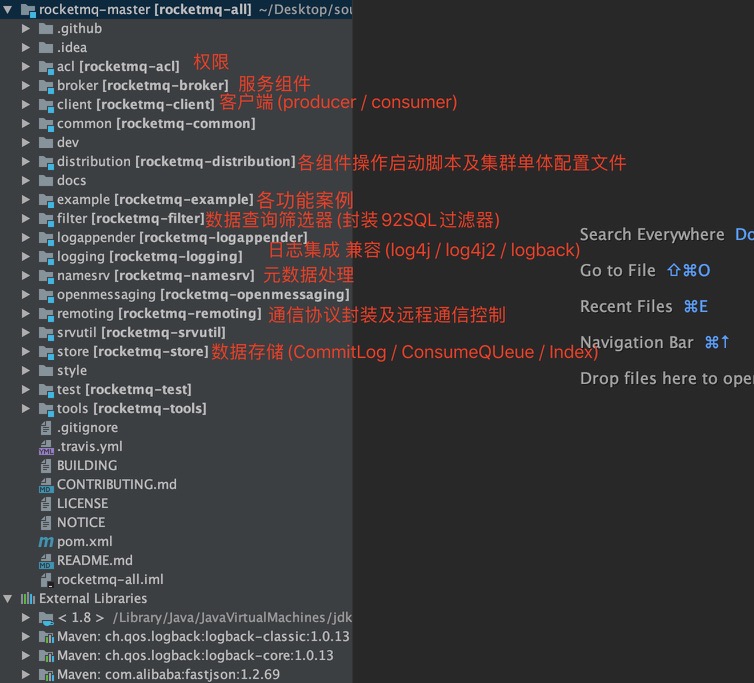 rocketmq-master [rocketmq-all] ~/Desktop/sou
.github
.idea
acl [rocketmq-acl] 权限
broker [rocketmq-broker] 服务组件
client [rocketmq-client] 客户端(producer / consumer)
common [rocketmq-common]
dev
distribution [rocketmq-distribution] 各组件操作启动脚本及集群单体配置文件
docs
example [rocketmq-example] 各功能案例
filter [rocketmq-filter] 数据查询筛选器(封装92SQL过滤器)
logappender [rocketmq-logappender]
logging [rocketmq-logging] 日志集成 兼容(log4j / log4j2 / logback)
namesrv [rocketmq-namesrv] 元数据处理
openmessaging [rocketmq-openmessaging]
remoting [rocketmq-remoting] 通信协议封装及远程通信控制
srvutil [rocketmq-srvutil]
store [rocketmq-store] 数据存储(CommitLog / ConsumeQUeue / Index)
style
test [rocketmq-test]
tools [rocketmq-tools]
.gitignore
YML .travis.yml
BUILDING
MD CONTRIBUTING.md
LICENSE
NOTICE
m pom.xml
MD README.md
rocketmq-all.iml
External Libraries
< 1.8 > /Library/Java/JavaVirtualMachines/jdk
Maven: ch.qos.logback:logback-classic:1.0.13
Maven: ch.qos.logback:logback-core:1.0.13
Maven: com.alibaba:fastjson:1.2.69
Search Everywhere Do
Go to File ⇧⌘O
Recent Files ⌘E
Navigation Bar ⌘↑
Drop files here to ope